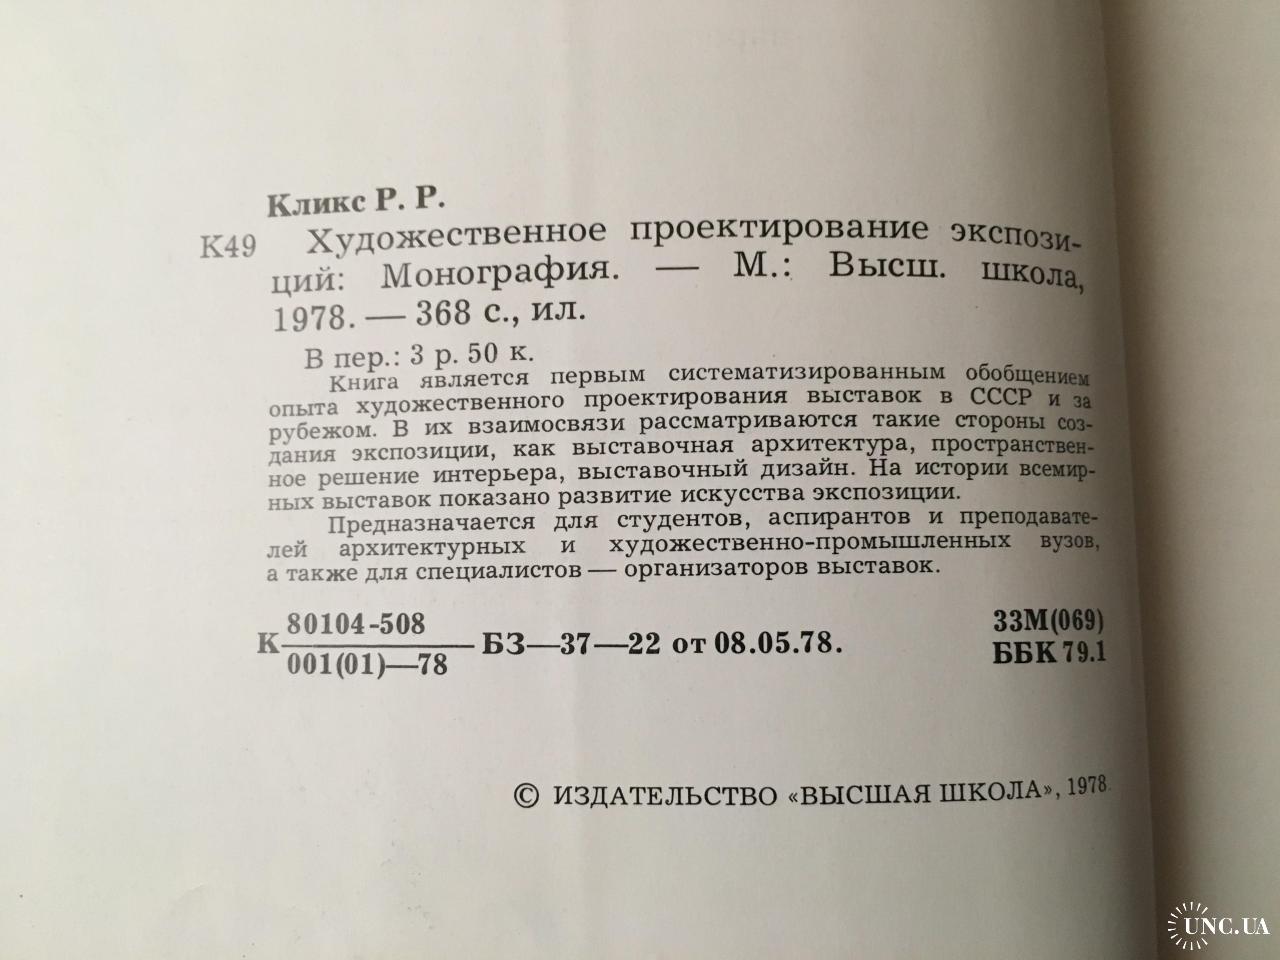 Кликс Р. Р.
К49 Художественное проектирование экспози-
ций: Монография. — М.: Высш. школа,
1978. — 368 с., ил.
В пер.: 3 р. 50 к.
Книга является первым систематизированным обобщением
опыта художественного проектирования выставок в СССР и за
рубежом. В их взаимосвязи рассматриваются такие стороны соз-
дания экспозиции, как выставочная архитектура, пространствен-
ное решение интерьера, выставочный дизайн. На истории всемир-
ных выставок показано развитие искусства экспозиции.
Предназначается для студентов, аспирантов и преподавате-
лей архитектурных и художественно-промышленных вузов,
а также для специалистов — организаторов выставок.
80104-508
К БЗ—37—22 от 08.05.78.
001(01)—78
33М(069)
ББК 79.1
© ИЗДАТЕЛЬСТВО «ВЫСШАЯ ШКОЛА», 1978.
UNC.UA